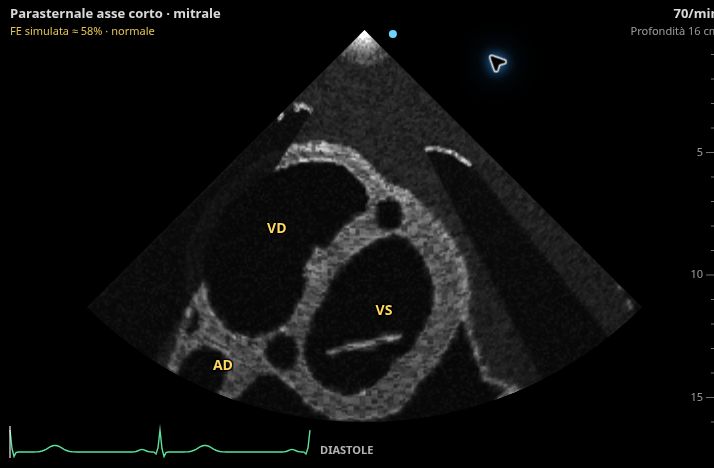 Parasternale asse corto · mitrale
FE simulata ≈ 58% · normale
70/min
Profondità 16 cm
5
VD
10
VS
AD
15
DIASTOLE